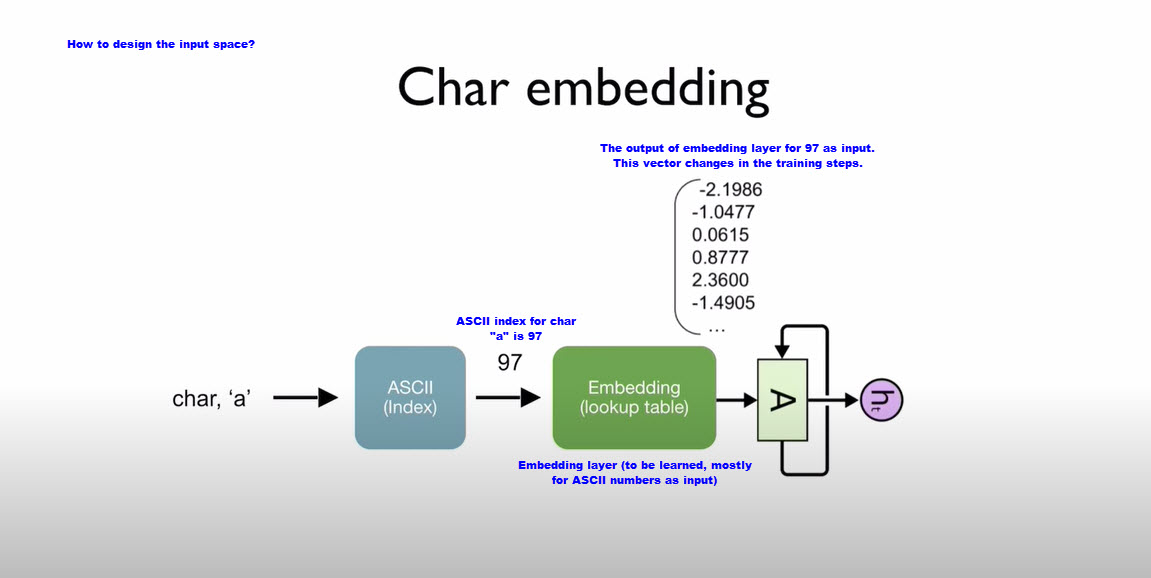 How to design the input space?
Char embedding
The output of embedding layer for 97 as input.
This vector changes in the training steps.
-2.1986
-1.0477
0.0615
0.8777
2.3600
-1.4905
...
ASCII index for char
"a" is 97
97
char, ‘a’
ASCII
(Index)
Embedding
(lookup table)
A
ht
Embedding layer (to be learned, mostly
for ASCII numbers as input)